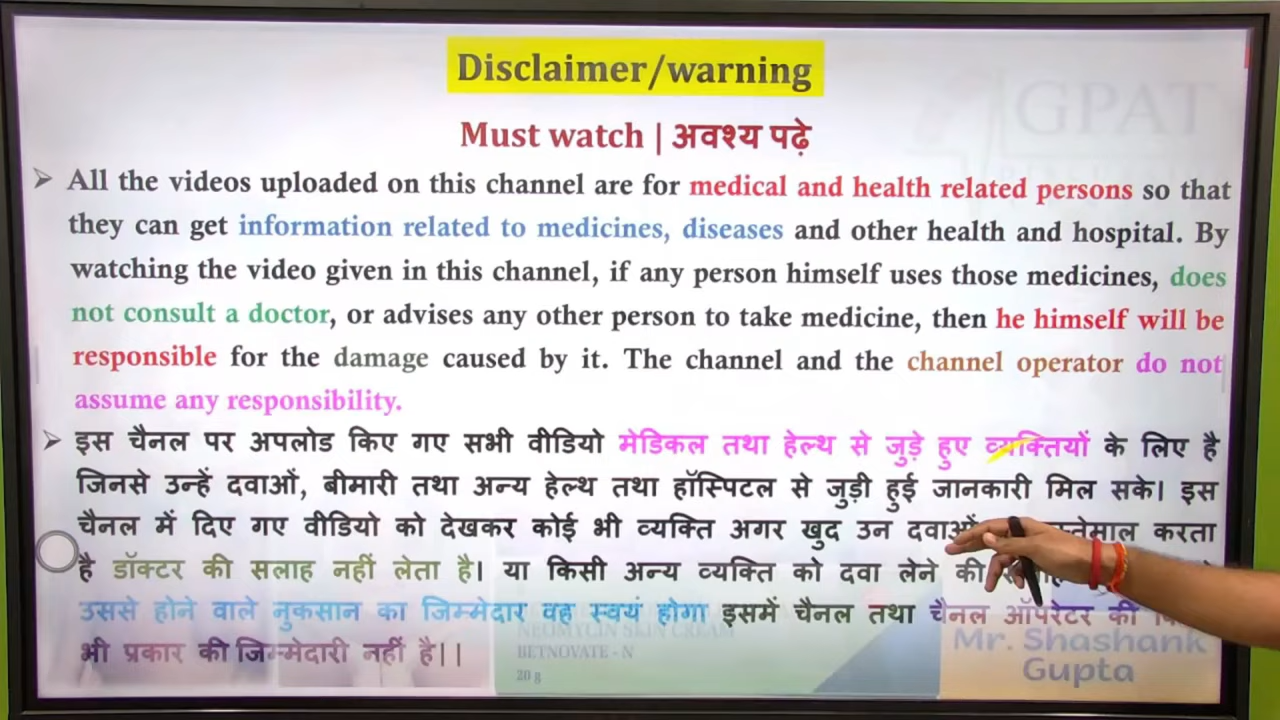 Disclaimer/warning
GPAT
Must watch | अवश्य पढ़े
➢ All the videos uploaded on this channel are for medical and health related persons so that
they can get information related to medicines, diseases and other health and hospital. By
watching the video given in this channel, if any person himself uses those medicines, does
not consult a doctor, or advises any other person to take medicine, then he himself will be
responsible for the damage caused by it. The channel and the channel operator do not
assume any responsibility.
➢ इस चैनल पर अपलोड किए गए सभी वीडियो मेडिकल तथा हेल्थ से जुड़े हुए व्यक्तियों के लिए है
जिनसे उन्हें दवाओं, बीमारी तथा अन्य हेल्थ तथा हॉस्पिटल से जुड़ी हुई जानकारी मिल सके। इस
चैनल में दिए गए वीडियो को देखकर कोई भी व्यक्ति अगर खुद उन करता
है डॉक्टर की सलाह नहीं लेता है। या किसी अन्य व्यक्ति को दवा लेने की
उससे होने वाले नुकसान का जिम्मेदार वह स्वयं होगा इसमें चैनल तथा चैनल ऑपरेटर की
भी प्रकार की जिम्मेदारी नहीं है||
NEOMYCIN SKIN CREAM
BETNOVATE - N
20 g
Mr. Shashank
Gupta